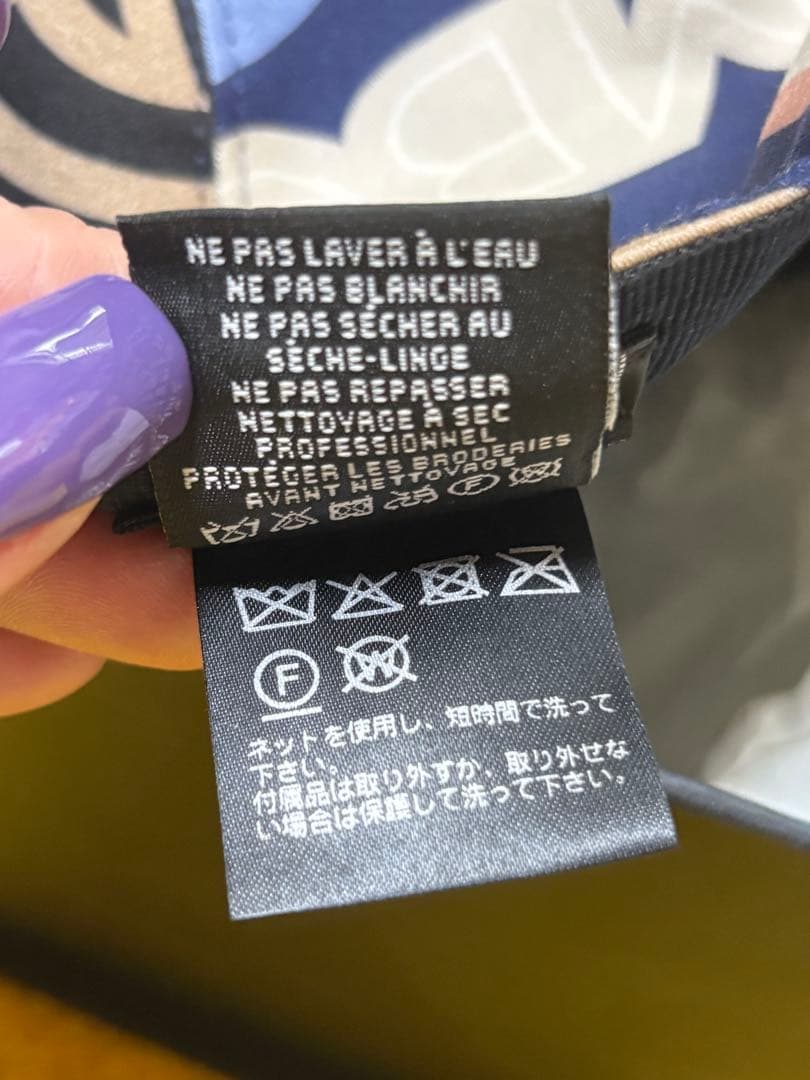 NE PAS LAVER À L'EAU
NE PAS BLANCHIR
NE PAS SÉCHER AU
SÈCHE-LINGE
NE PAS REPASSER
NETTOYAGE À SEC
PROFESSIONNEL
PROTÉGER LES BRODERIES
AVANT NETTOYAGE
F
F W
ネットを使用し、短時間で洗って
下さい。
付属品は取り外すか、取り外せな
い場合は保護して洗って下さい。